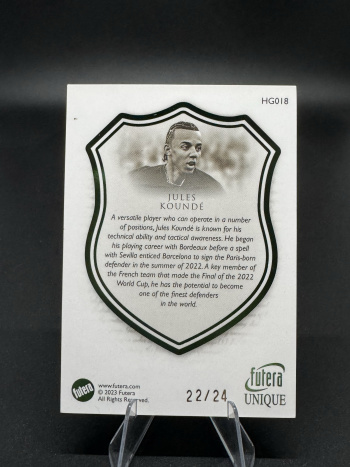 HG018
JULES
KOUNDÉ
A versatile player who can operate in a number
of positions, Jules Koundé is known for his
technical ability and tactical awareness. He began
his playing career with Bordeaux before a spell
with Sevilla enticed Barcelona to sign the Paris-born
defender in the summer of 2022. A key member of
the French team that made the Final of the 2022
World Cup, he has the potential to become
one of the finest defenders
in the world.
futera
www.futera.com
© 2023 Futera
All Rights Reserved.
22/24
futera
UNIQUE